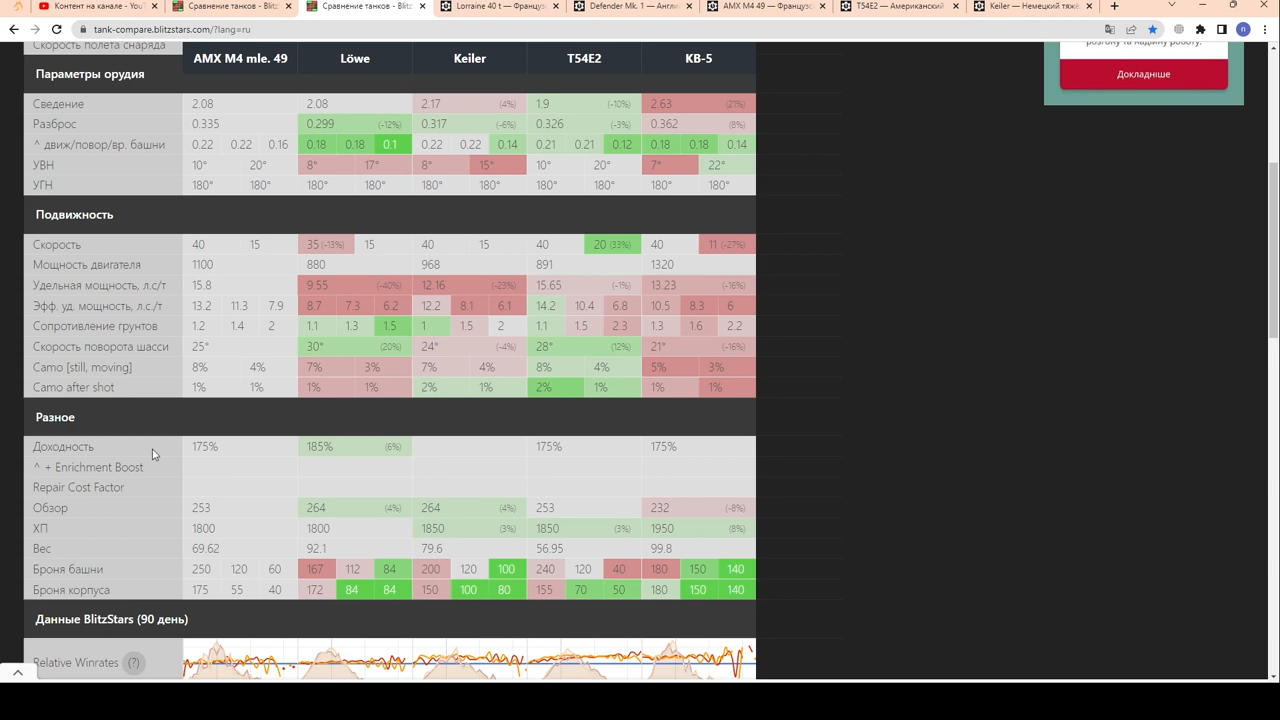 Контент на канале - YouT
Сравнение танков - Blitz
Сравнение танков - Blitz
Lorraine 40 t — Француз
Defender Mk. 1 — Англи
AMX M4 49 — Француз
T54E2 — Американский
Keiler — Немецкий тяже
tank-compare.blitzstars.com/?lang=ru
Скорость полета снаряда
AMX M4 mle. 49 Löwe Keiler T54E2 КВ-5
розгону та надійну роботу.
Докладніше
Параметры орудия
Сведение 2.08 2.08 2.17 (4%) 1.9 (-10%) 2.63 (21%)
Разброс 0.335 0.299 (-12%) 0.317 (-6%) 0.326 (-3%) 0.362 (8%)
^ движ/повор/вр. башни 0.22 0.22 0.16 0.18 0.18 0.1 0.22 0.22 0.14 0.21 0.21 0.12 0.18 0.18 0.14
УВН 10° 20° 8° 17° 8° 15° 10° 20° 7° 22°
УГН 180° 180° 180° 180° 180° 180° 180° 180° 180° 180°
Подвижность
Скорость 40 15 35 (-13%) 15 40 15 40 20 (33%) 40 11 (-27%)
Мощность двигателя 1100 880 968 891 1320
Удельная мощность, л.с/т 15.8 9.55 (-40%) 12.16 (-23%) 15.65 (-1%) 13.23 (-16%)
Эфф. уд. мощность, л.с/т 13.2 11.3 7.9 8.7 7.3 6.2 12.2 8.1 6.1 14.2 10.4 6.8 10.5 8.3 6
Сопротивление грунтов 1.2 1.4 2 1.1 1.3 1.5 1 1.5 2 1.1 1.5 2.3 1.3 1.6 2.2
Скорость поворота шасси 25° 30° (20%) 24° (-4%) 28° (12%) 21° (-16%)
Camo [still, moving] 8% 4% 7% 3% 7% 4% 8% 4% 5% 3%
Camo after shot 1% 1% 1% 1% 2% 1% 2% 1% 1% 1%
Разное
Доходность 175% 185% (6%) 175% 175%
^ + Enrichment Boost
Repair Cost Factor
Обзор 253 264 (4%) 264 (4%) 253 232 (-8%)
ХП 1800 1800 1850 (3%) 1850 (3%) 1950 (8%)
Вес 69.62 92.1 79.6 56.95 99.8
Броня башни 250 120 60 167 112 84 200 120 100 240 120 40 180 150 140
Броня корпуса 175 55 40 172 84 84 150 100 80 155 70 50 180 150 140
Данные BlitzStars (90 день)
Relative Winrates (?)